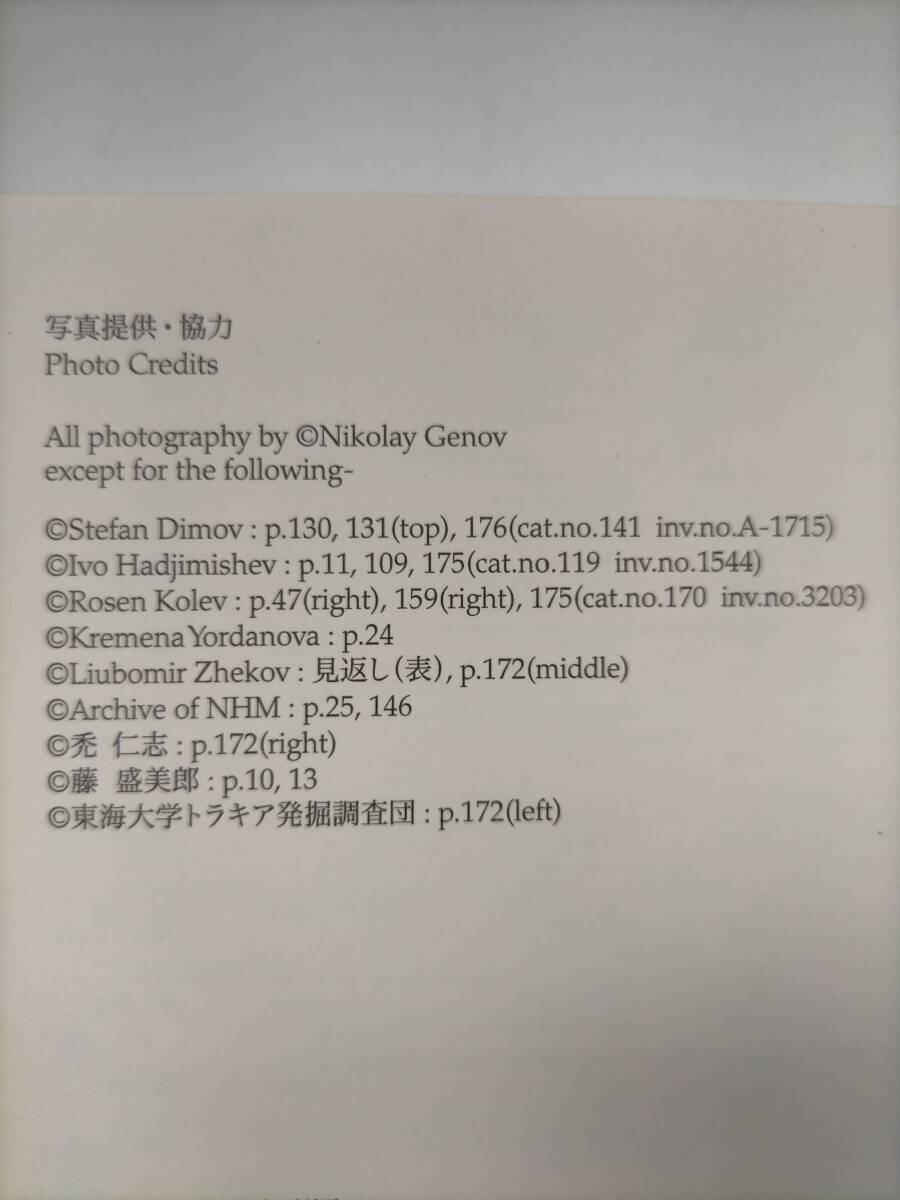 写真提供・協力
Photo Credits
All photography by ©Nikolay Genov
except for the following-
©Stefan Dimov : p.130, 131(top), 176(cat.no.141 inv.no.A-1715)
©Ivo Hadjimishev : p.11, 109, 175(cat.no.119 inv.no.1544)
©Rosen Kolev : p.47(right), 159(right), 175(cat.no.170 inv.no.3203)
©Kremena Yordanova : p.24
©Liubomir Zhekov : 見返し（表）, p.172(middle)
©Archive of NHM : p.25, 146
©禿 仁志 : p.172(right)
©藤 盛美郎 : p.10, 13
©東海大学トラキア発掘調査団 : p.172(left)